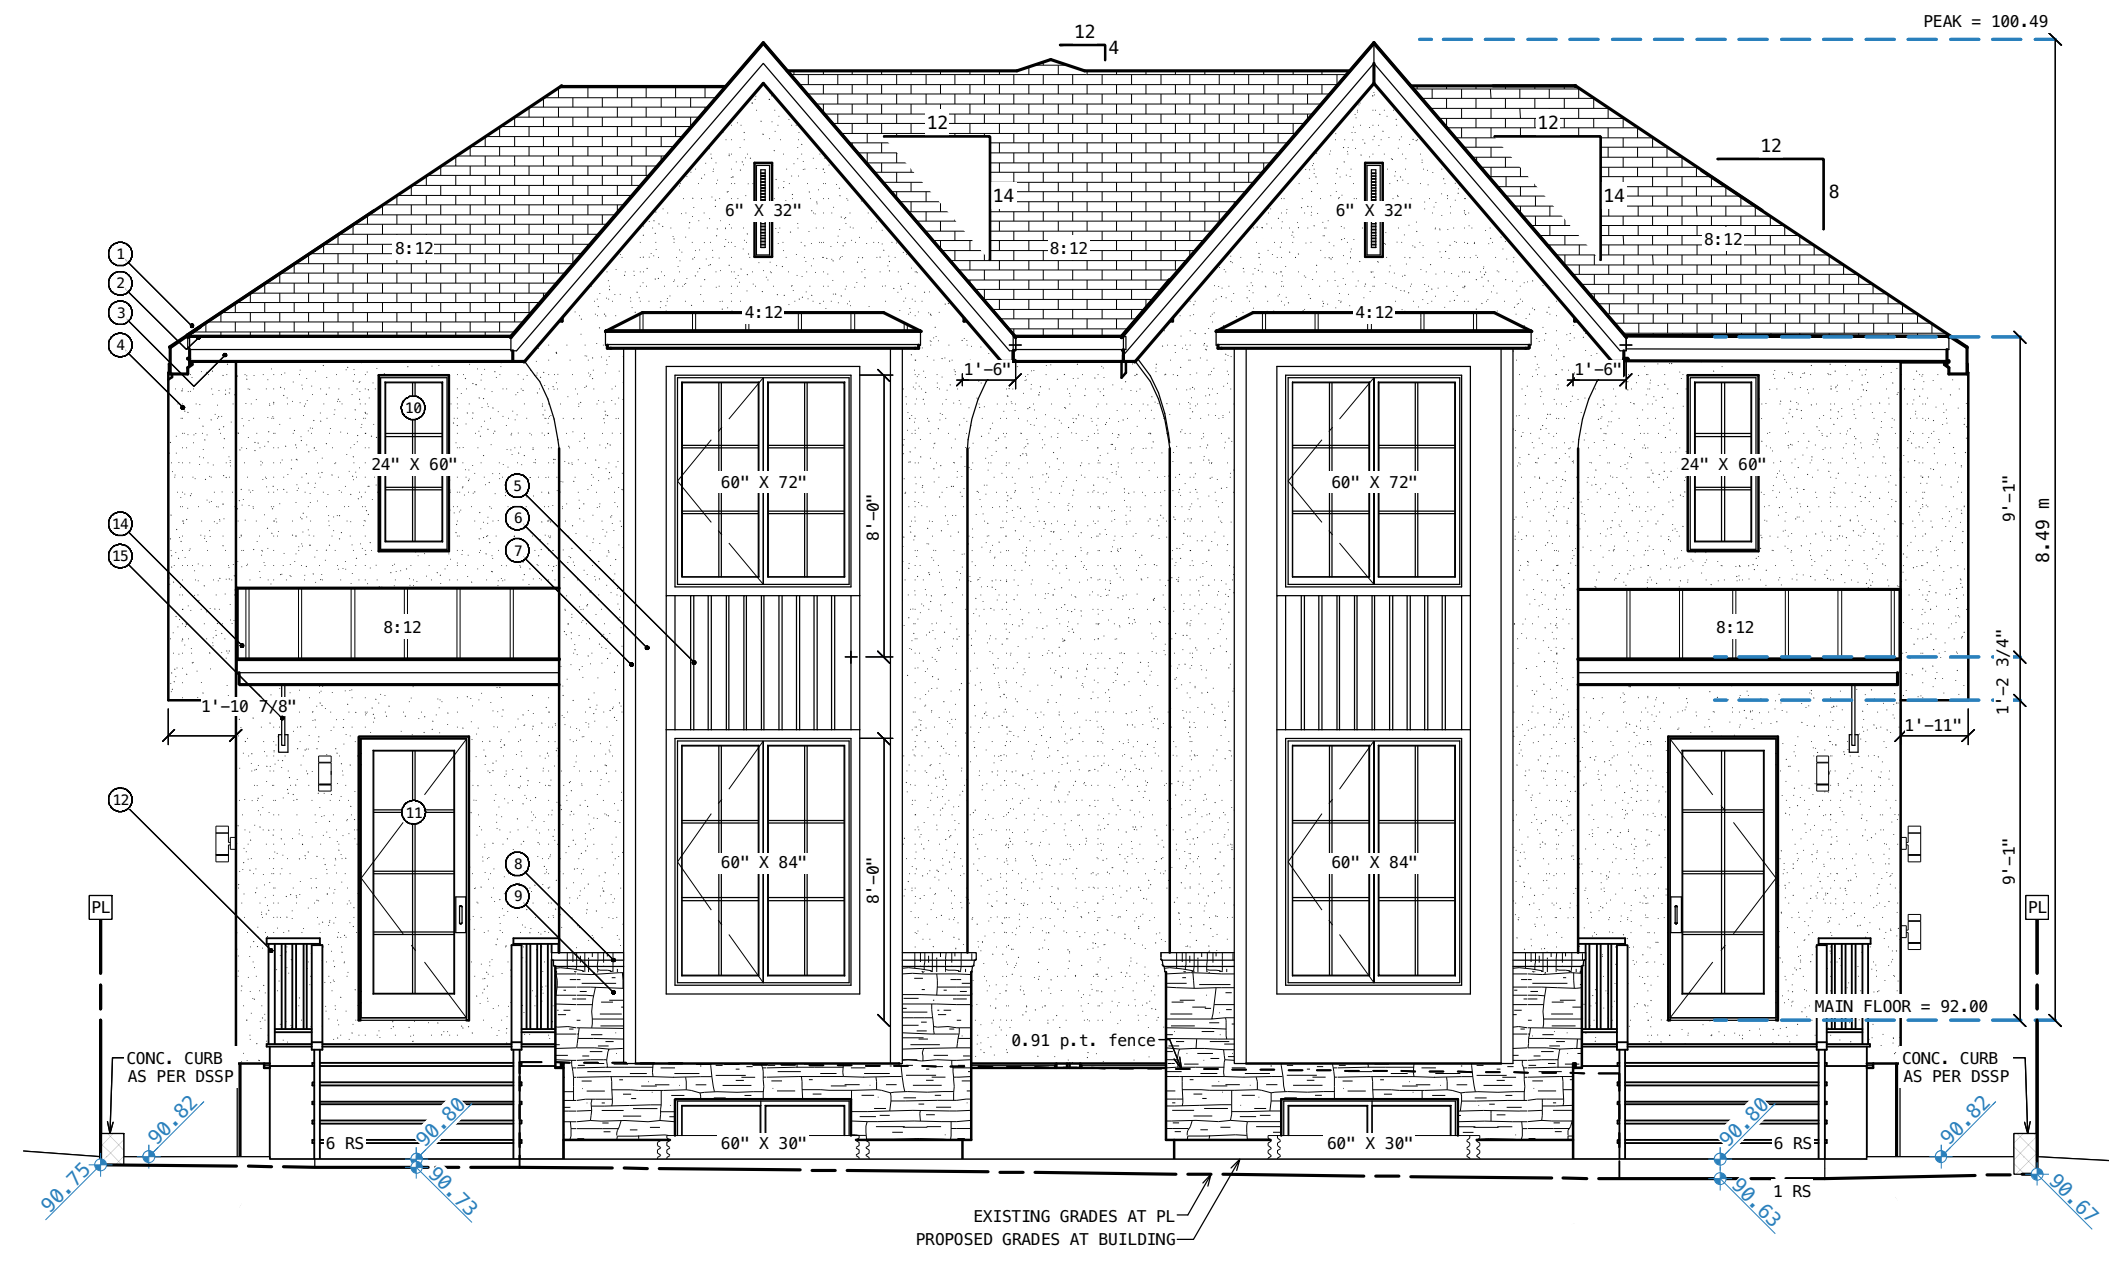 PEAK = 100.49
12
4
12
14
12
14
12
8
6" X 32"
6" X 32"
8:12
8:12
8:12
1
2
3
4
4:12
4:12
1'-6"
1'-6"
10
24" X 60"
24" X 60"
60" X 72"
60" X 72"
5
6
7
8'-0"
9'-1"
8.49 m
14
15
8:12
8:12
1'-2 3/4"
1'-10 7/8"
1'-11"
12
11
60" X 84"
60" X 84"
8'-0"
9'-1"
8
9
PL
PL
MAIN FLOOR = 92.00
0.91 p.t. fence
CONC. CURB
AS PER DSSP
CONC. CURB
AS PER DSSP
90.82
90.80
90.80
90.82
6 RS
60" X 30"
60" X 30"
6 RS
90.75
90.73
1 RS
90.63
90.67
EXISTING GRADES AT PL
PROPOSED GRADES AT BUILDING